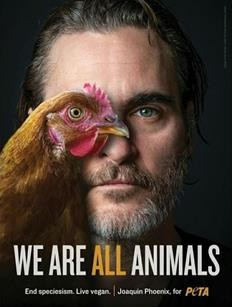 WE ARE ALL ANIMALS
End speciesism. Live vegan. | Joaquin Phoenix, for PETA